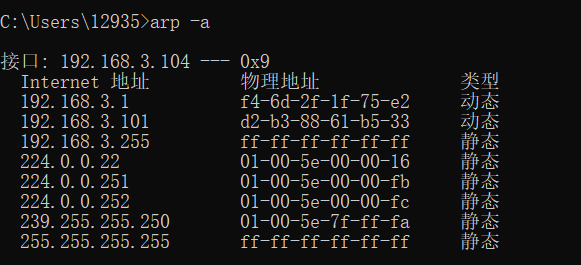 C:\Users\12935>arp -a
接口: 192.168.3.104 --- 0x9
Internet 地址 物理地址 类型
192.168.3.1 f4-6d-2f-1f-75-e2 动态
192.168.3.101 d2-b3-88-61-b5-33 动态
192.168.3.255 ff-ff-ff-ff-ff-ff 静态
224.0.0.22 01-00-5e-00-00-16 静态
224.0.0.251 01-00-5e-00-00-fb 静态
224.0.0.252 01-00-5e-00-00-fc 静态
239.255.255.250 01-00-5e-7f-ff-fa 静态
255.255.255.255 ff-ff-ff-ff-ff-ff 静态